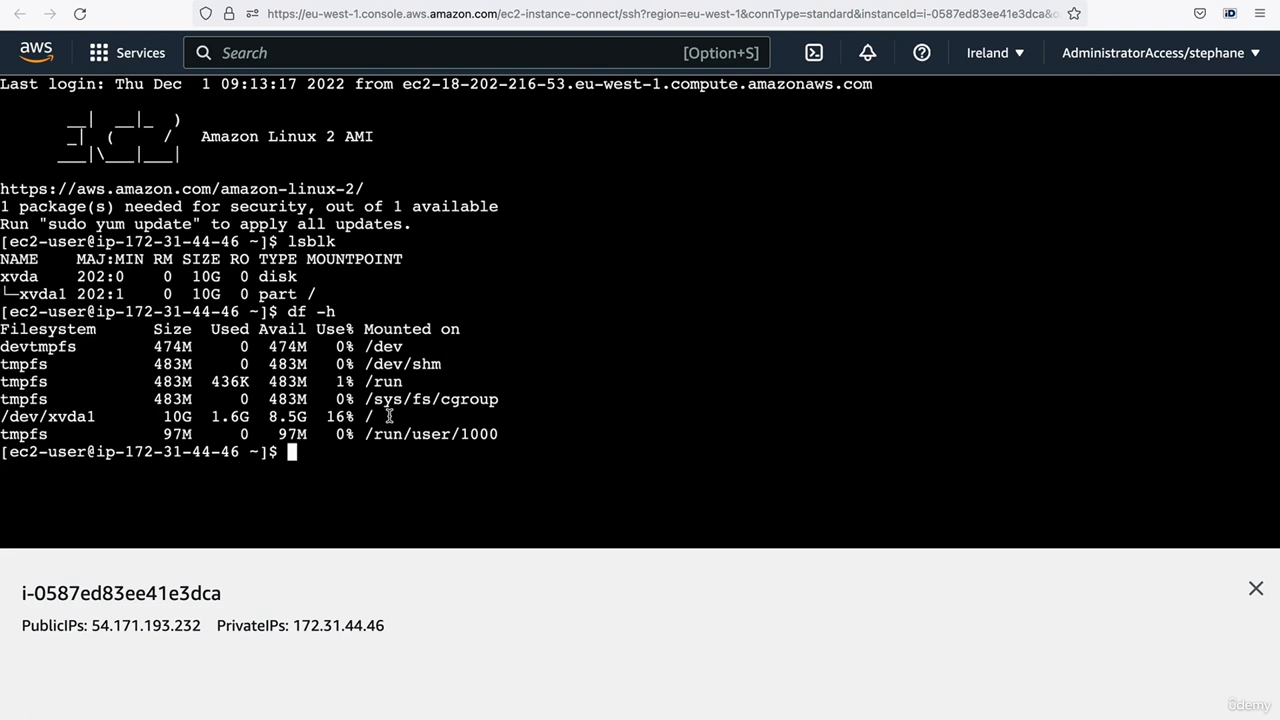 https://eu-west-1.console.aws.amazon.com/ec2-instance-connect/ssh?region=eu-west-1&connType=standard&instanceId=i-0587ed83ee41e3dca&o
aws Services Search [Option+S] Ireland AdministratorAccess/stephane
Last login: Thu Dec  1 09:13:17 2022 from ec2-18-202-216-53.eu-west-1.compute.amazonaws.com
       __|  __|_  )
       _|  (     /   Amazon Linux 2 AMI
      ___|\___|___|
https://aws.amazon.com/amazon-linux-2/
1 package(s) needed for security, out of 1 available
Run "sudo yum update" to apply all updates.
[ec2-user@ip-172-31-44-46 ~]$ lsblk
NAME    MAJ:MIN RM SIZE RO TYPE MOUNTPOINT
xvda    202:0    0  10G  0 disk
└─xvda1 202:1    0  10G  0 part /
[ec2-user@ip-172-31-44-46 ~]$ df -h
Filesystem      Size  Used Avail Use% Mounted on
devtmpfs        474M     0  474M   0% /dev
tmpfs           483M     0  483M   0% /dev/shm
tmpfs           483M  436K  483M   1% /run
tmpfs           483M     0  483M   0% /sys/fs/cgroup
/dev/xvda1       10G  1.6G  8.5G  16% /
tmpfs            97M     0   97M   0% /run/user/1000
[ec2-user@ip-172-31-44-46 ~]$
i-0587ed83ee41e3dca
PublicIPs: 54.171.193.232 PrivateIPs: 172.31.44.46
ûdemy